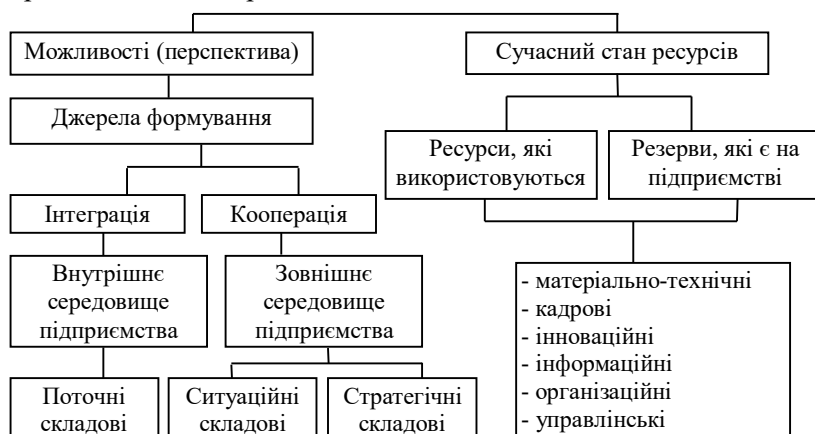 Можливості (перспектива)
Сучасний стан ресурсів
Джерела формування
Ресурси, які
використовуються
Резерви, які є на
підприємстві
Інтеграція
Кооперація
Внутрішнє
середовище
підприємства
Зовнішнє
середовище
підприємства
- матеріально-технічні
- кадрові
- інноваційні
- інформаційні
- організаційні
- управлінські
Поточні
складові
Ситуаційні
складові
Стратегічні
складові